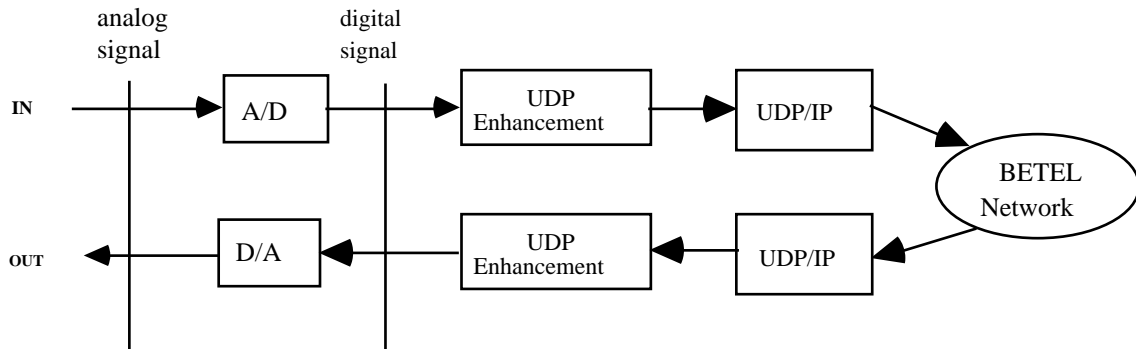 analog
signal
digital
signal
IN
A/D
UDP
Enhancement
UDP/IP
BETEL
Network
OUT
D/A
UDP
Enhancement
UDP/IP